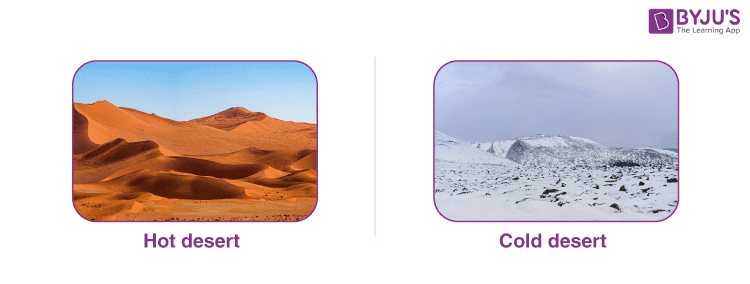 BYJU'S
The Learning App
Hot desert
Cold desert